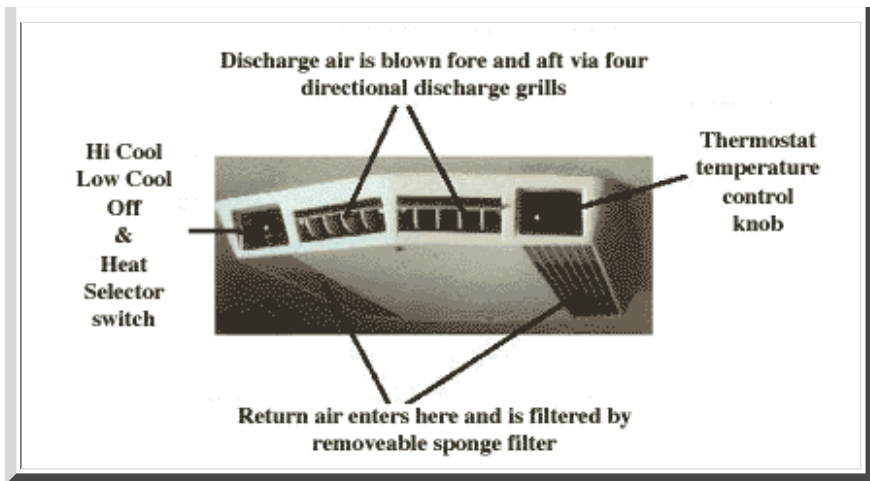 Discharge air is blown fore and aft via four
directional discharge grills
Hi Cool
Low Cool
Off
&
Heat
Selector
switch
Thermostat
temperature
control
knob
Return air enters here and is filtered by
removeable sponge filter